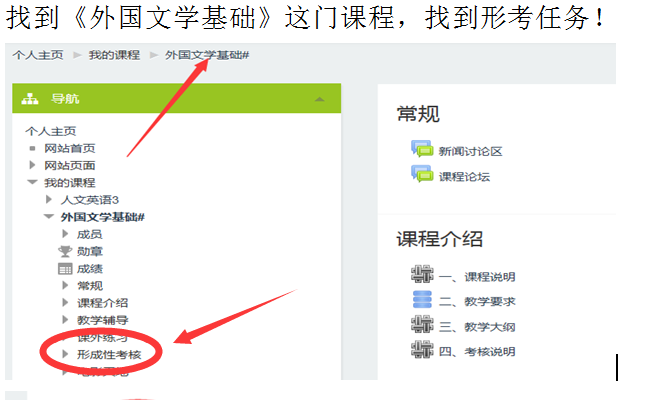 找到《外国文学基础》这门课程，找到形考任务！
个人主页 ► 我的课程 ► 外国文学基础#
导航
个人主页
网站首页
网站页面
我的课程
人文英语3
外国文学基础#
成员
勋章
成绩
常规
课程介绍
教学辅导
课外练习
形成性考核
常规
新闻讨论区
课程论坛
课程介绍
一、课程说明
二、教学要求
三、教学大纲
四、考核说明